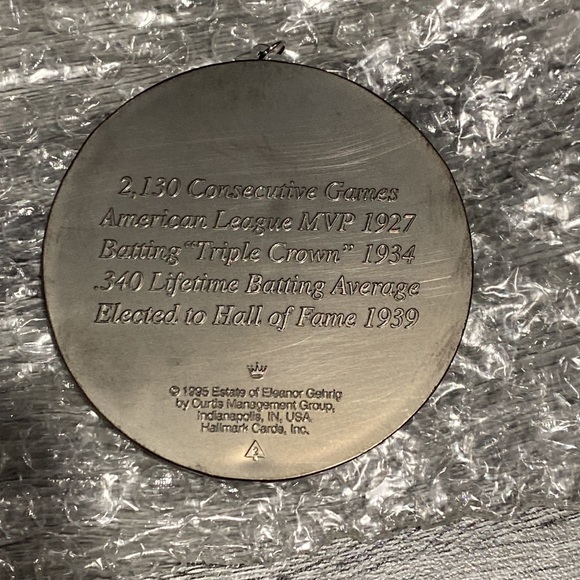 2,130 Consecutive Games
American League MVP 1927
Batting "Triple Crown" 1934
.340 Lifetime Batting Average
Elected to Hall of Fame 1939
© 1995 Estate of Eleanor Gehrig
by Curtis Management Group,
Indianapolis, IN, USA
Hallmark Cards, Inc.